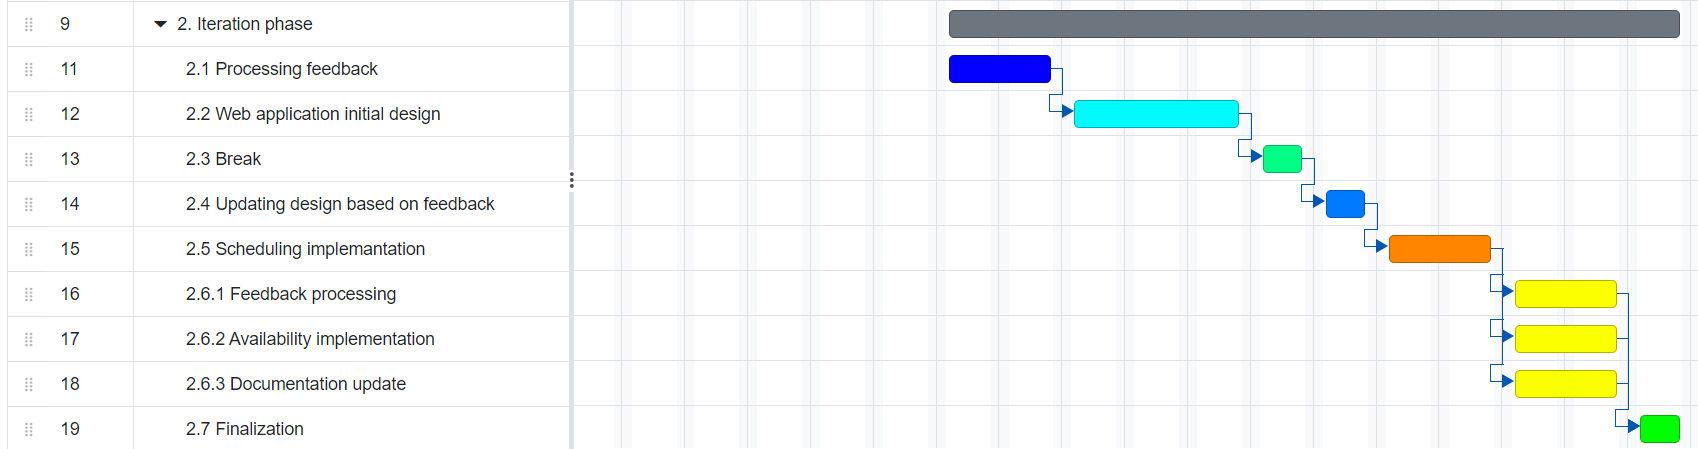 9 2. Iteration phase
11 2.1 Processing feedback
12 2.2 Web application initial design
13 2.3 Break
14 2.4 Updating design based on feedback
15 2.5 Scheduling implemantation
16 2.6.1 Feedback processing
17 2.6.2 Availability implementation
18 2.6.3 Documentation update
19 2.7 Finalization